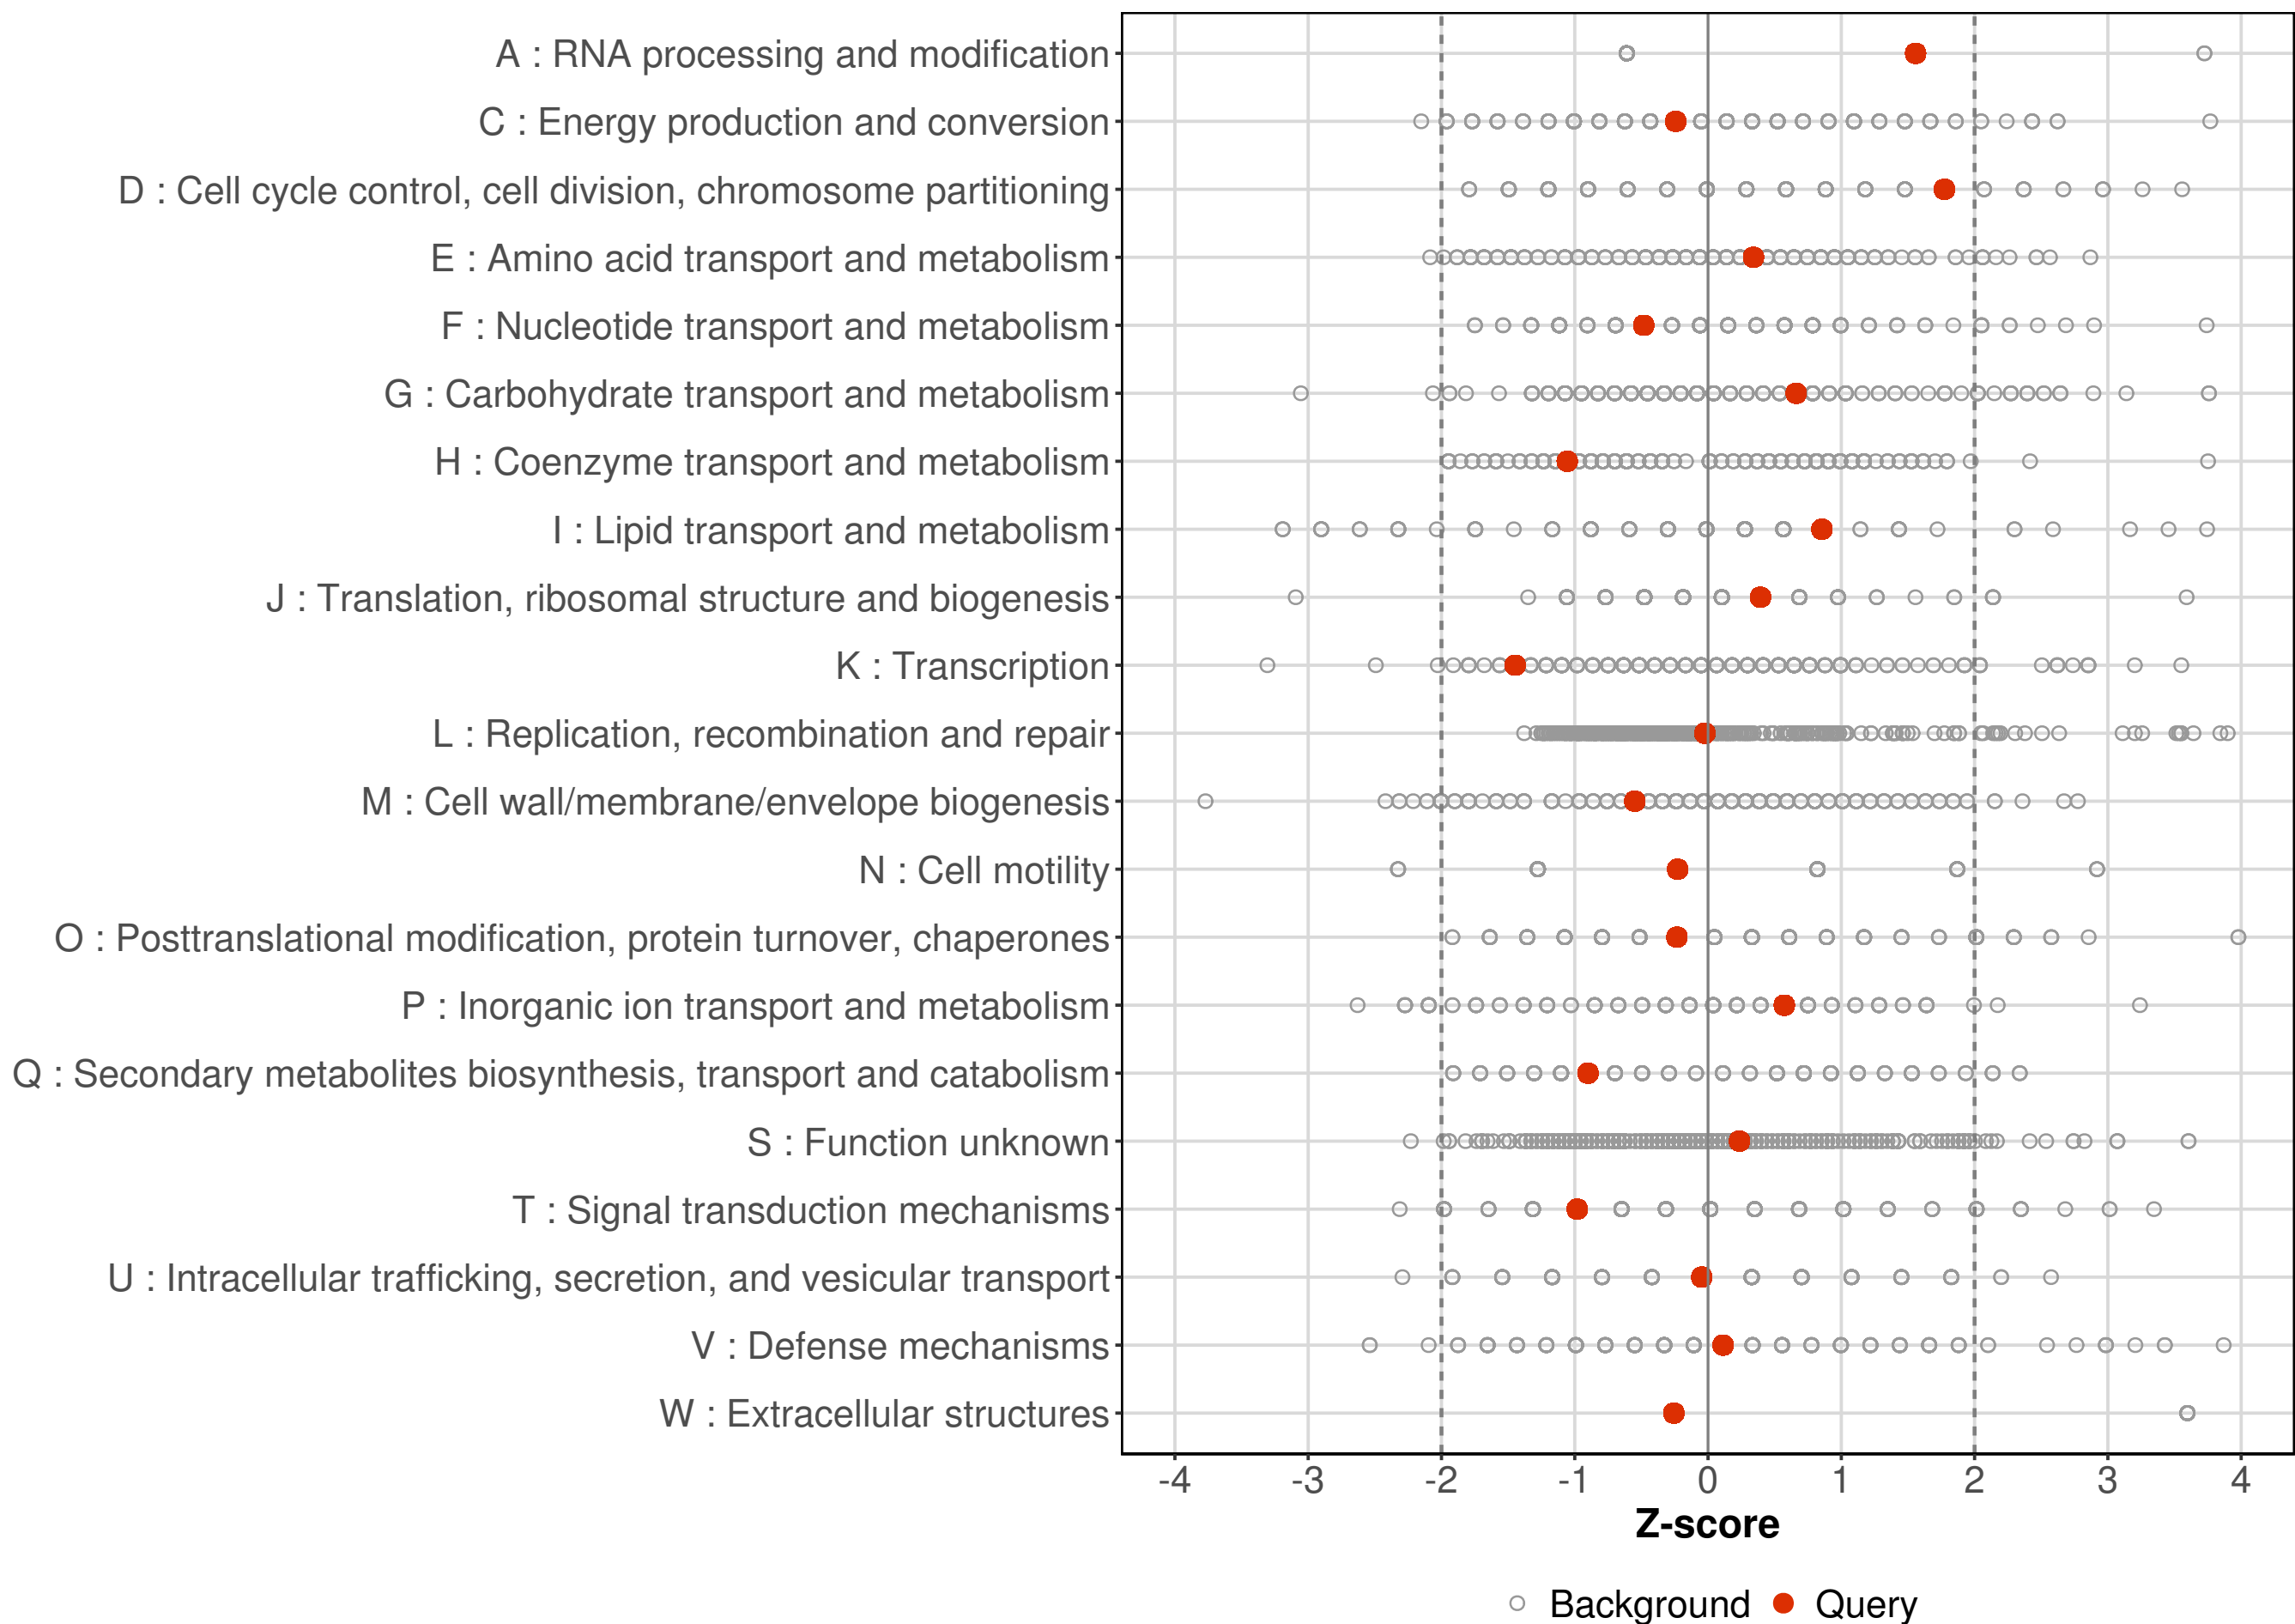 A : RNA processing and modification
C : Energy production and conversion
D : Cell cycle control, cell division, chromosome partitioning
E : Amino acid transport and metabolism
F : Nucleotide transport and metabolism
G : Carbohydrate transport and metabolism
H : Coenzyme transport and metabolism
I : Lipid transport and metabolism
J : Translation, ribosomal structure and biogenesis
K : Transcription
L : Replication, recombination and repair
M : Cell wall/membrane/envelope biogenesis
N : Cell motility
O : Posttranslational modification, protein turnover, chaperones
P : Inorganic ion transport and metabolism
Q : Secondary metabolites biosynthesis, transport and catabolism
S : Function unknown
T : Signal transduction mechanisms
U : Intracellular trafficking, secretion, and vesicular transport
V : Defense mechanisms
W : Extracellular structures
-4 -3 -2 -1 0 1 2 3 4
Z-score
Background Query